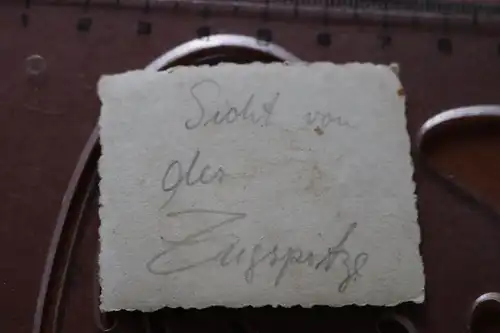 Sicht von
der
Zugspitze